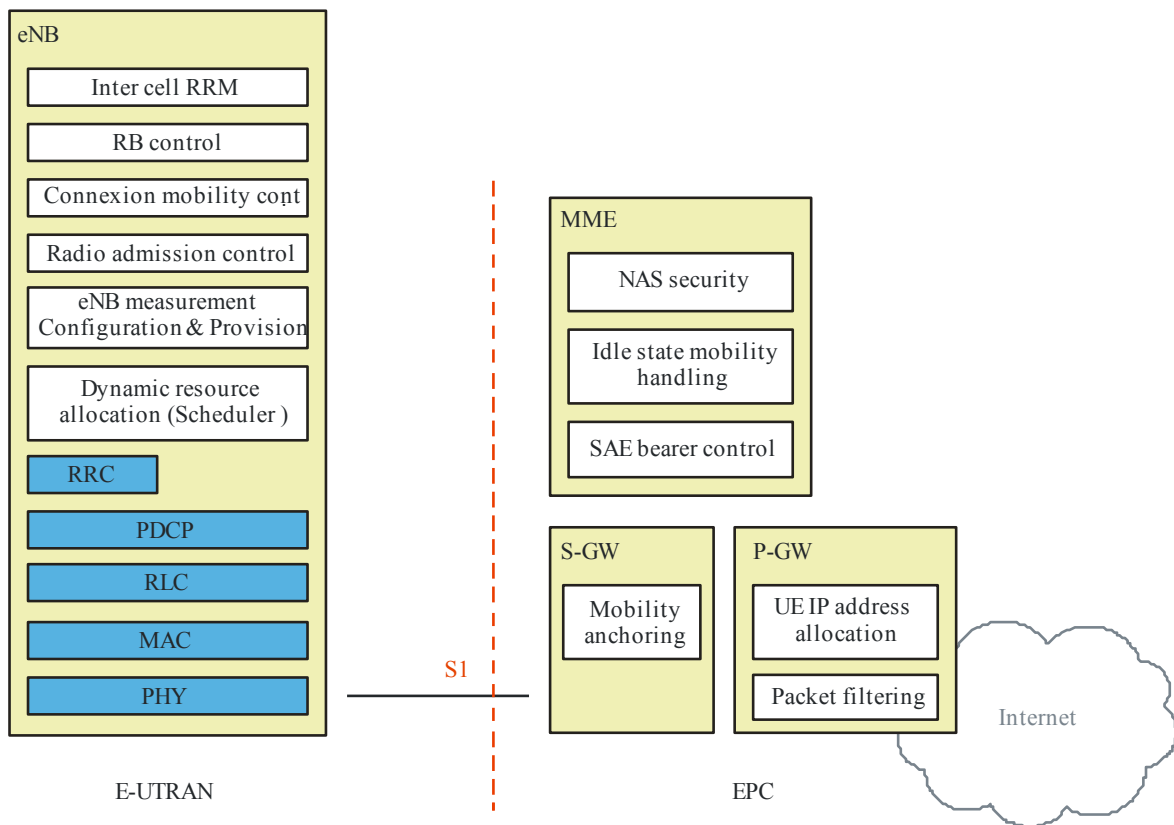 eNB
Inter cell RRM
RB control
Connexion mobility cont.
Radio admission control
eNB measurement
Configuration & Provision
Dynamic resource
allocation (Scheduler )
RRC
PDCP
RLC
MAC
PHY
E-UTRAN
S1
MME
NAS security
Idle state mobility
handling
SAE bearer control
S-GW
Mobility
anchoring
P-GW
UE IP address
allocation
Packet filtering
Internet
EPC